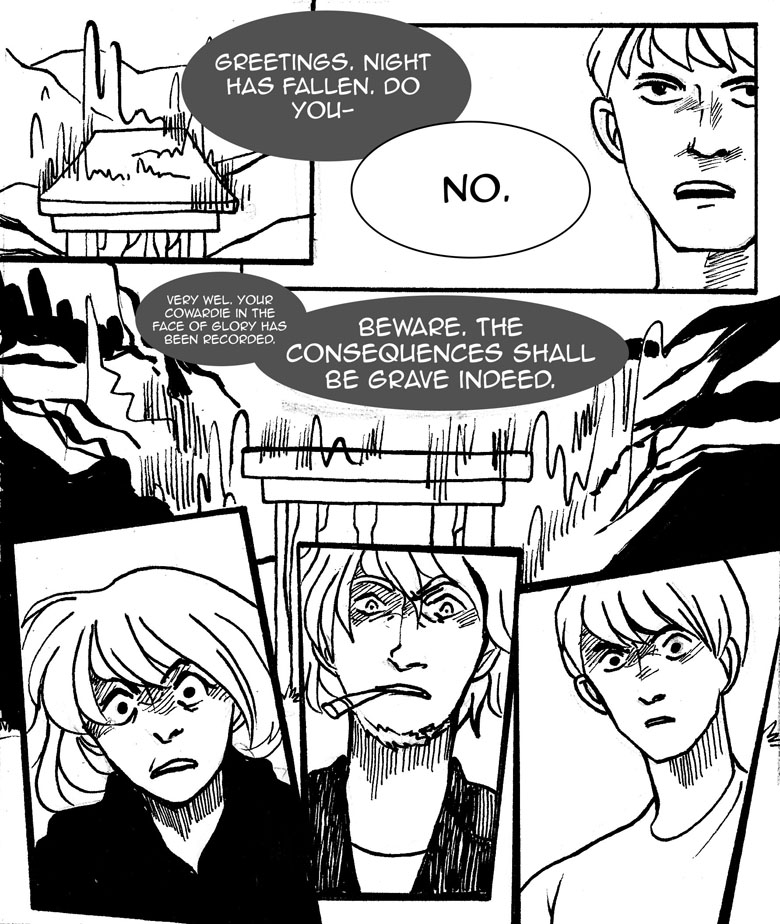 GREETINGS. NIGHT
HAS FALLEN. DO
YOU-
NO.
VERY WEL. YOUR
COWARDIE IN THE
FACE OF GLORY HAS
BEEN RECORDED.
BEWARE. THE
CONSEQUENCES SHALL
BE GRAVE INDEED.